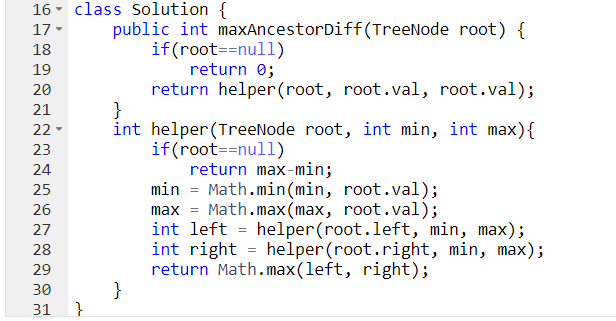 16 class Solution {
17 public int maxAncestorDiff(TreeNode root) {
18 if(root==null)
19 return 0;
20 return helper(root, root.val, root.val);
21 }
22 int helper(TreeNode root, int min, int max){
23 if(root==null)
24 return max-min;
25 min = Math.min(min, root.val);
26 max = Math.max(max, root.val);
27 int left = helper(root.left, min, max);
28 int right = helper(root.right, min, max);
29 return Math.max(left, right);
30 }
31 }